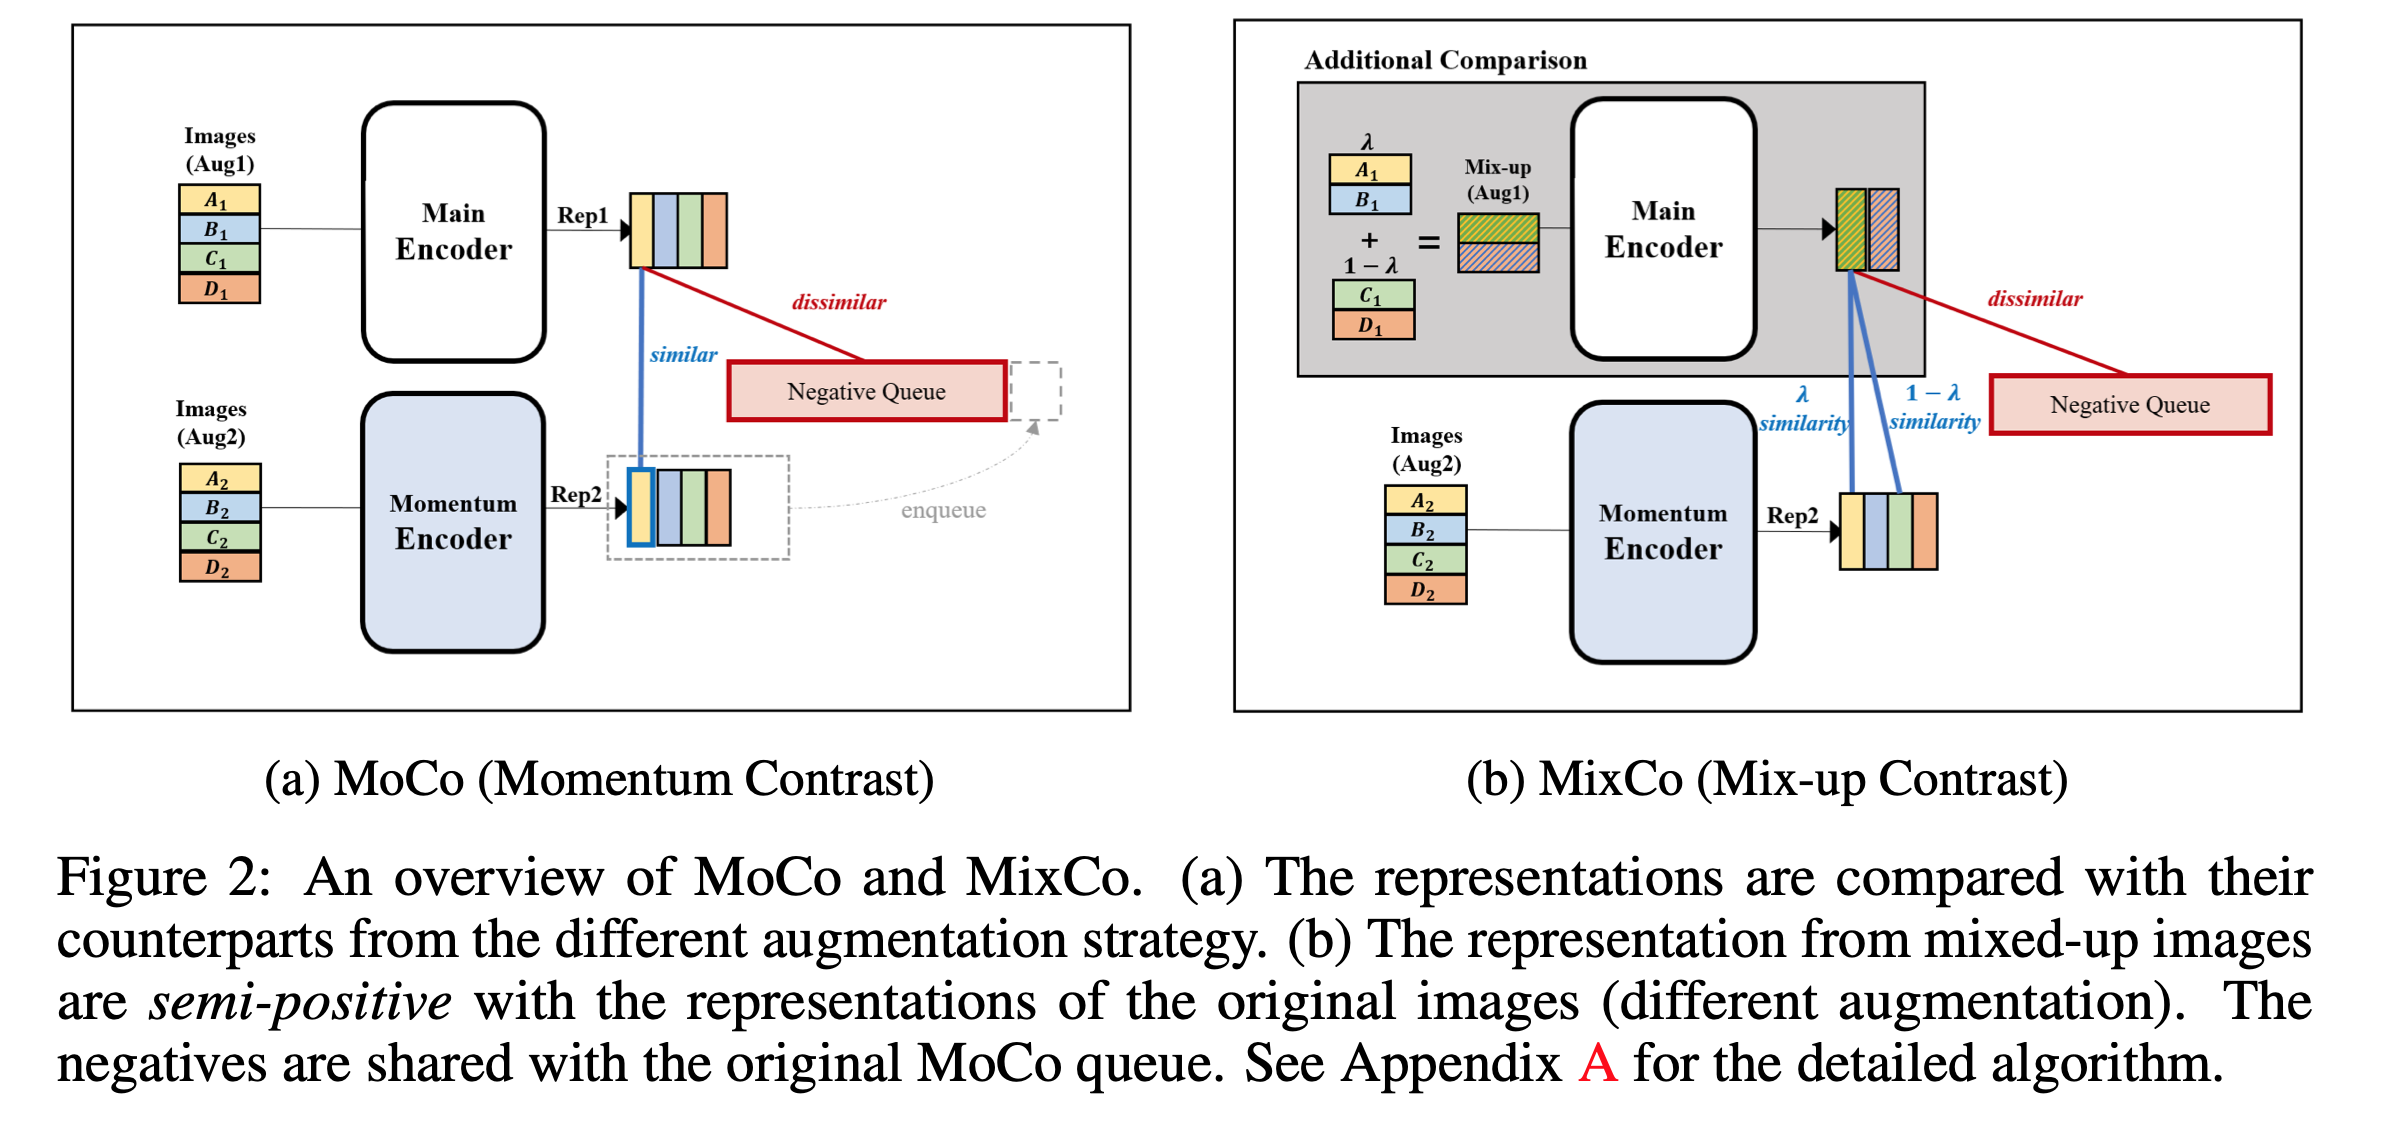 Images
(Aug1)
A1
B1
C1
D1
Main
Encoder
Rep1
dissimilar
similar
Negative Queue
Images
(Aug2)
A2
B2
C2
D2
Momentum
Encoder
Rep2
enqueue
(a) MoCo (Momentum Contrast)
Additional Comparison
λ
A1
B1
+
1 − λ
C1
D1
=
Mix-up
(Aug1)
Main
Encoder
dissimilar
λ
similarity
1 − λ
similarity
Negative Queue
Images
(Aug2)
A2
B2
C2
D2
Momentum
Encoder
Rep2
(b) MixCo (Mix-up Contrast)
Figure 2: An overview of MoCo and MixCo. (a) The representations are compared with their
counterparts from the different augmentation strategy. (b) The representation from mixed-up images
are semi-positive with the representations of the original images (different augmentation). The
negatives are shared with the original MoCo queue. See Appendix A for the detailed algorithm.